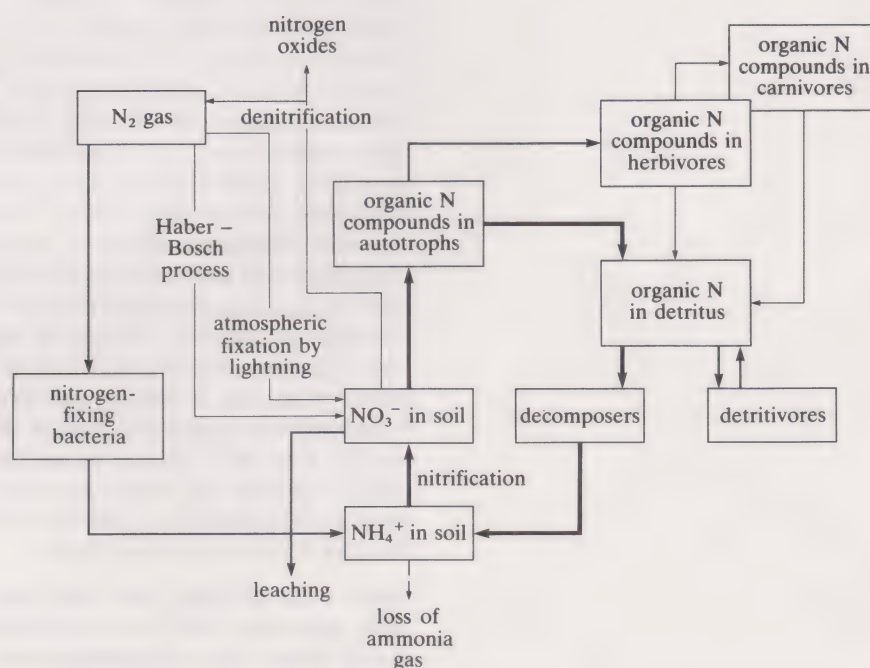 nitrogen
oxides
organic N
compounds in
carnivores
N₂ gas
denitrification
organic N
compounds in
herbivores
organic N
compounds in
autotrophs
Haber –
Bosch
process
organic N
in detritus
atmospheric
fixation by
lightning
nitrogen-
fixing
bacteria
NO₃⁻ in soil
decomposers
detritivores
nitrification
NH₄⁺ in soil
leaching
loss of
ammonia
gas